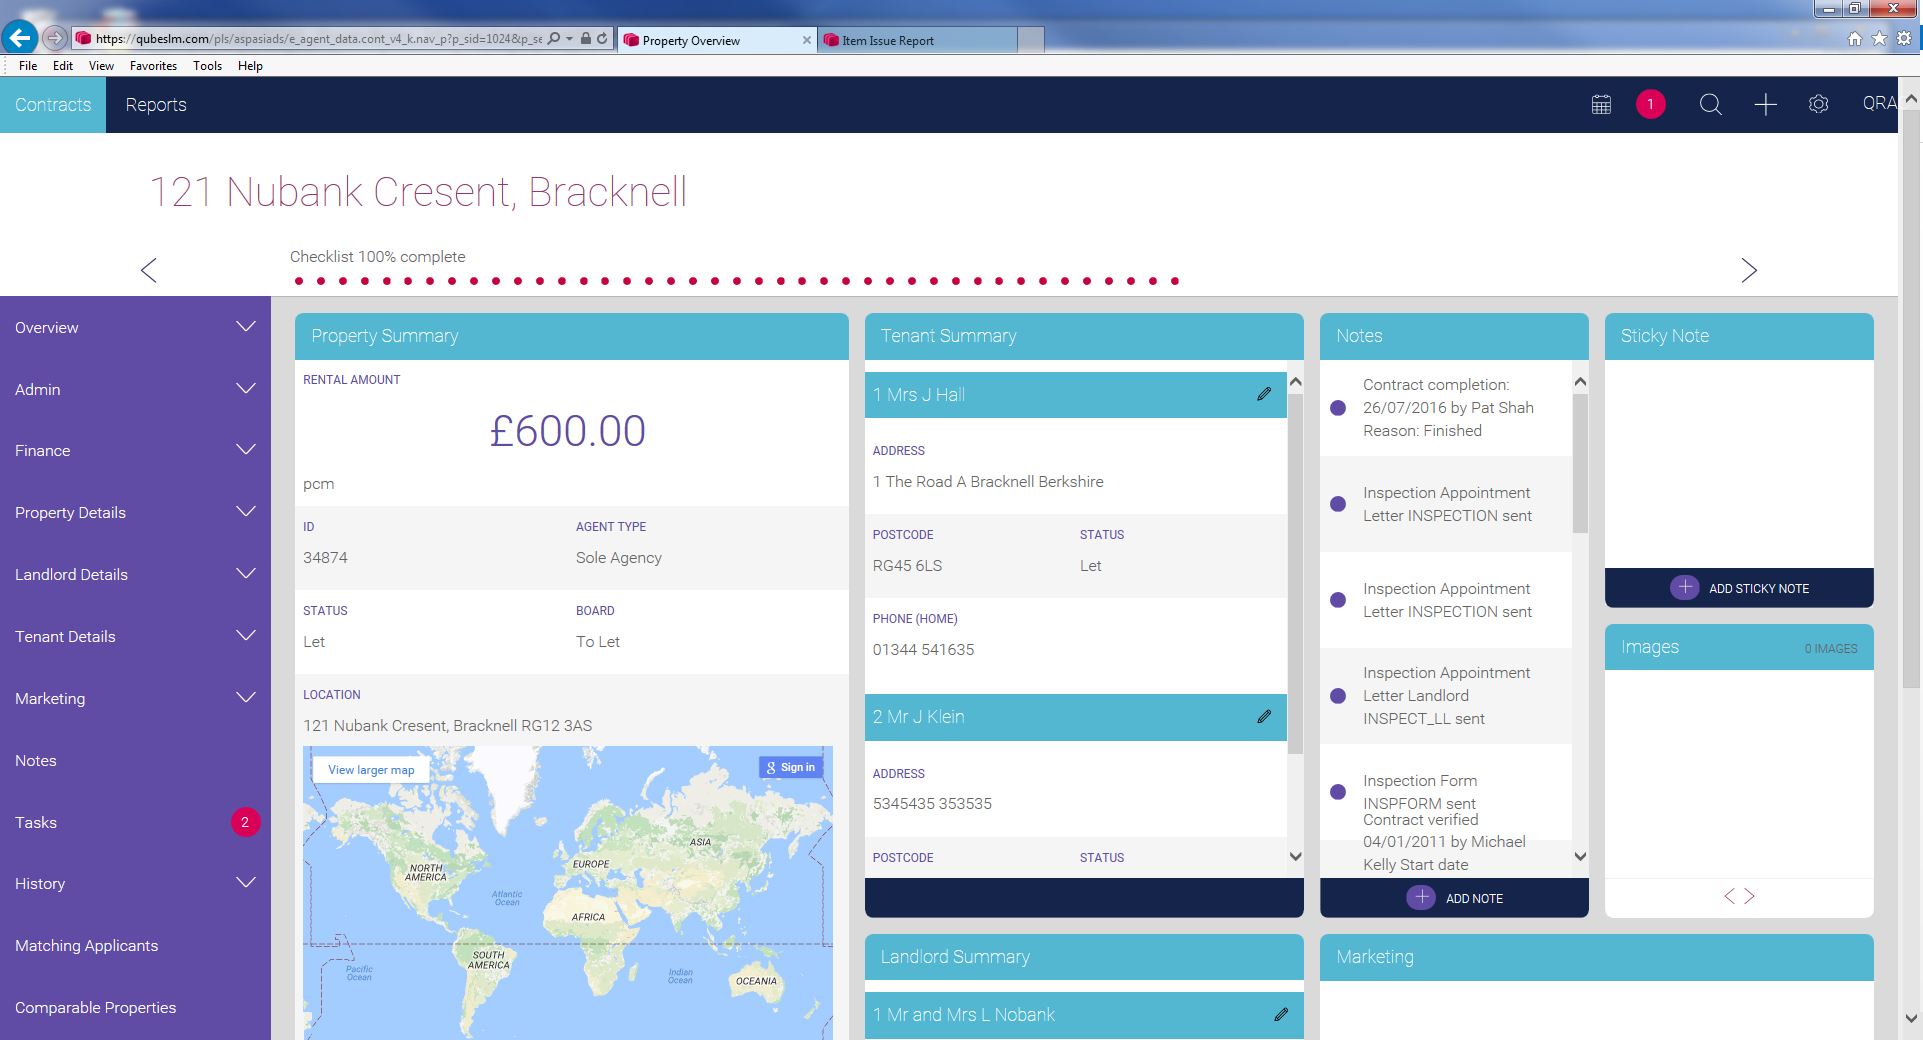 https://qubeslm.com/pls/aspasiads/e_agent_data.cont_v4_k.nav_p?p_sid=1024&p_se
Property Overview
Item Issue Report
File Edit View Favorites Tools Help
Contracts Reports
1
QRA
121 Nubank Cresent, Bracknell
Checklist 100% complete
Overview
Admin
Finance
Property Details
Landlord Details
Tenant Details
Marketing
Notes
Tasks 2
History
Matching Applicants
Comparable Properties
Property Summary
RENTAL AMOUNT
£600.00
pcm
ID AGENT TYPE
34874 Sole Agency
STATUS BOARD
Let To Let
LOCATION
121 Nubank Cresent, Bracknell RG12 3AS
View larger map
g Sign in
NORTH
AMERICA
Atlantic
Ocean
EUROPE
ASIA
AFRICA
SOUTH
AMERICA
Pacific
Ocean
Indian
Ocean
OCEANIA
Tenant Summary
1 Mrs J Hall
ADDRESS
1 The Road A Bracknell Berkshire
POSTCODE STATUS
RG45 6LS Let
PHONE (HOME)
01344 541635
2 Mr J Klein
ADDRESS
5345435 353535
POSTCODE STATUS
Landlord Summary
1 Mr and Mrs L Nobank
Notes
Contract completion:
26/07/2016 by Pat Shah
Reason: Finished
Inspection Appointment
Letter INSPECTION sent
Inspection Appointment
Letter INSPECTION sent
Inspection Appointment
Letter Landlord
INSPECT_LL sent
Inspection Form
INSPFORM sent
Contract verified
04/01/2011 by Michael
Kelly Start date
ADD NOTE
Sticky Note
ADD STICKY NOTE
Images 0 IMAGES
Marketing